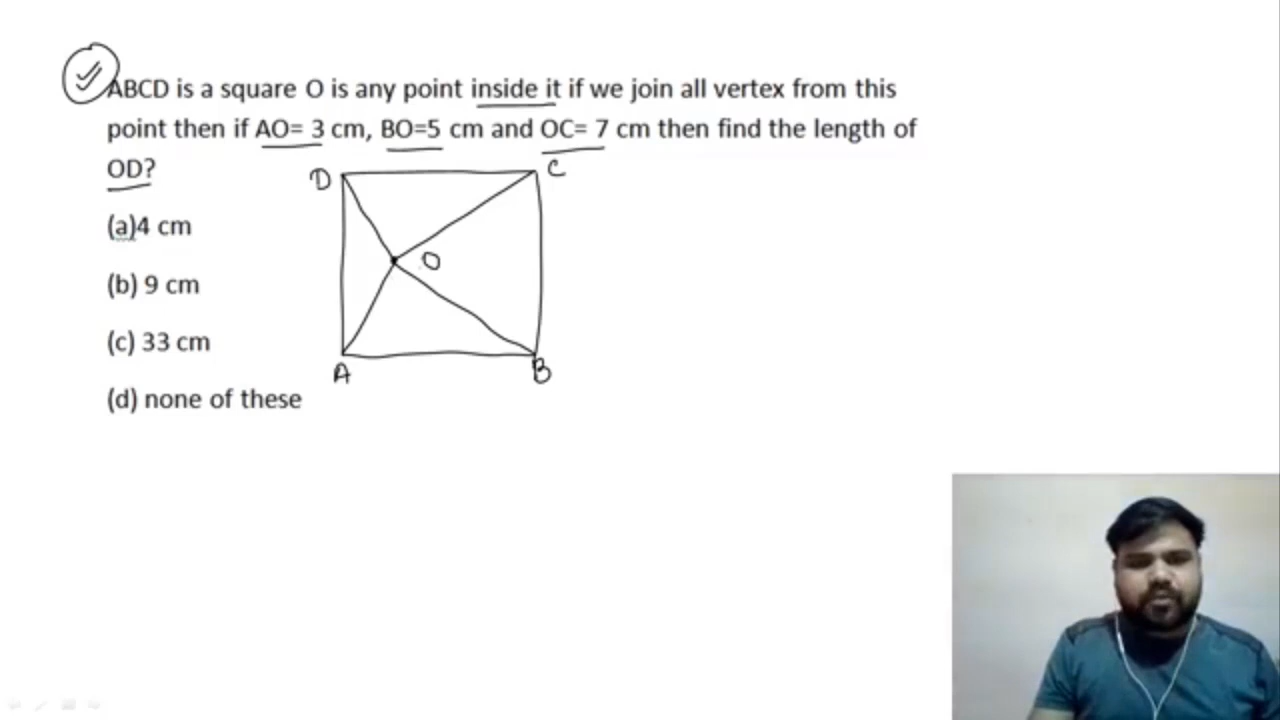 ABCD is a square O is any point inside it if we join all vertex from this
point then if AO= 3 cm, BO=5 cm and OC= 7 cm then find the length of
OD?
D
C
(a)4 cm
O
(b) 9 cm
(c) 33 cm
A
B
(d) none of these